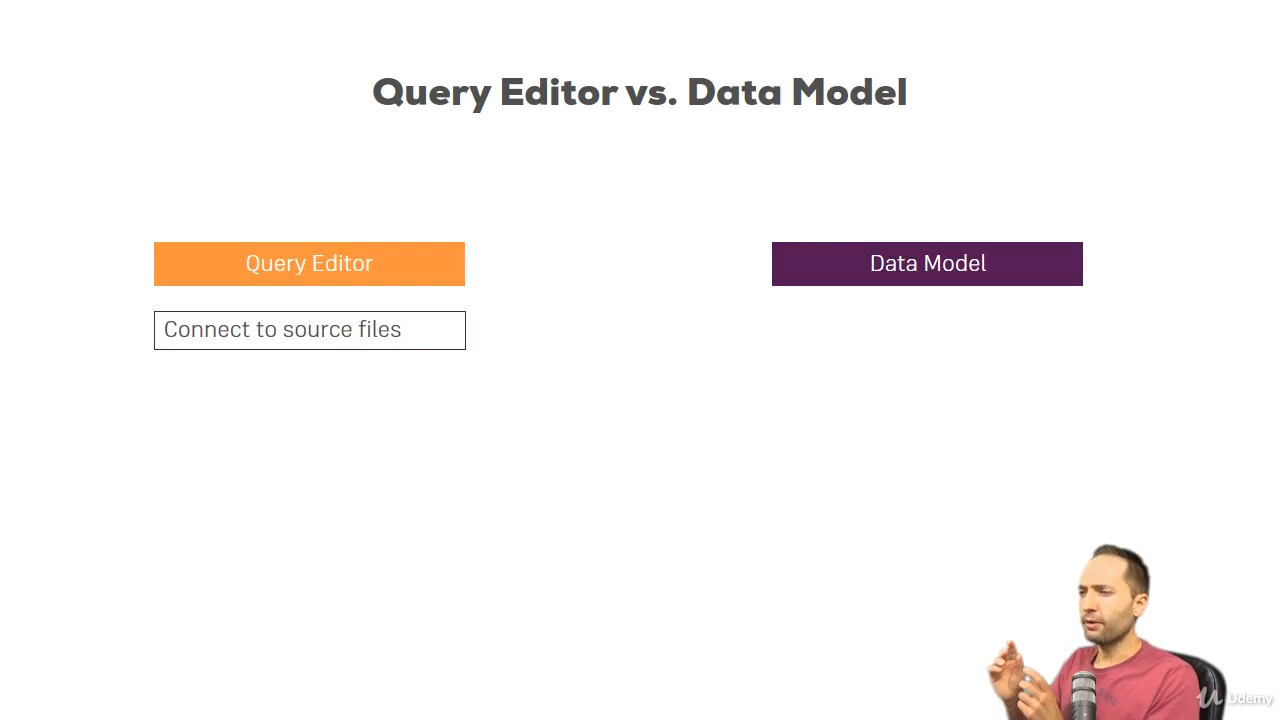 Query Editor vs. Data Model
Query Editor
Data Model
Connect to source files
Udemy